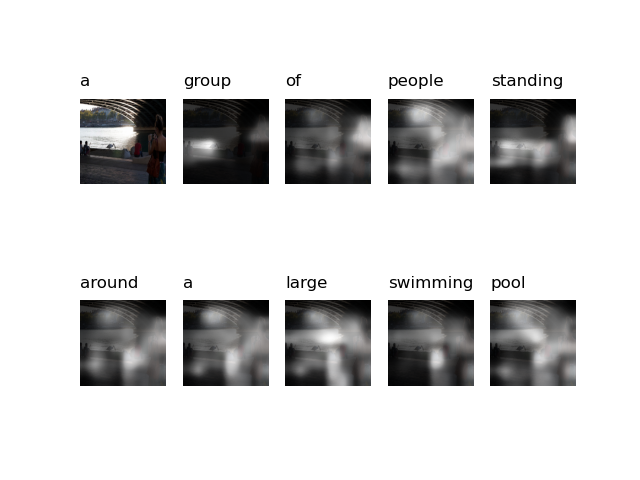 a group of people standing
around a large swimming pool